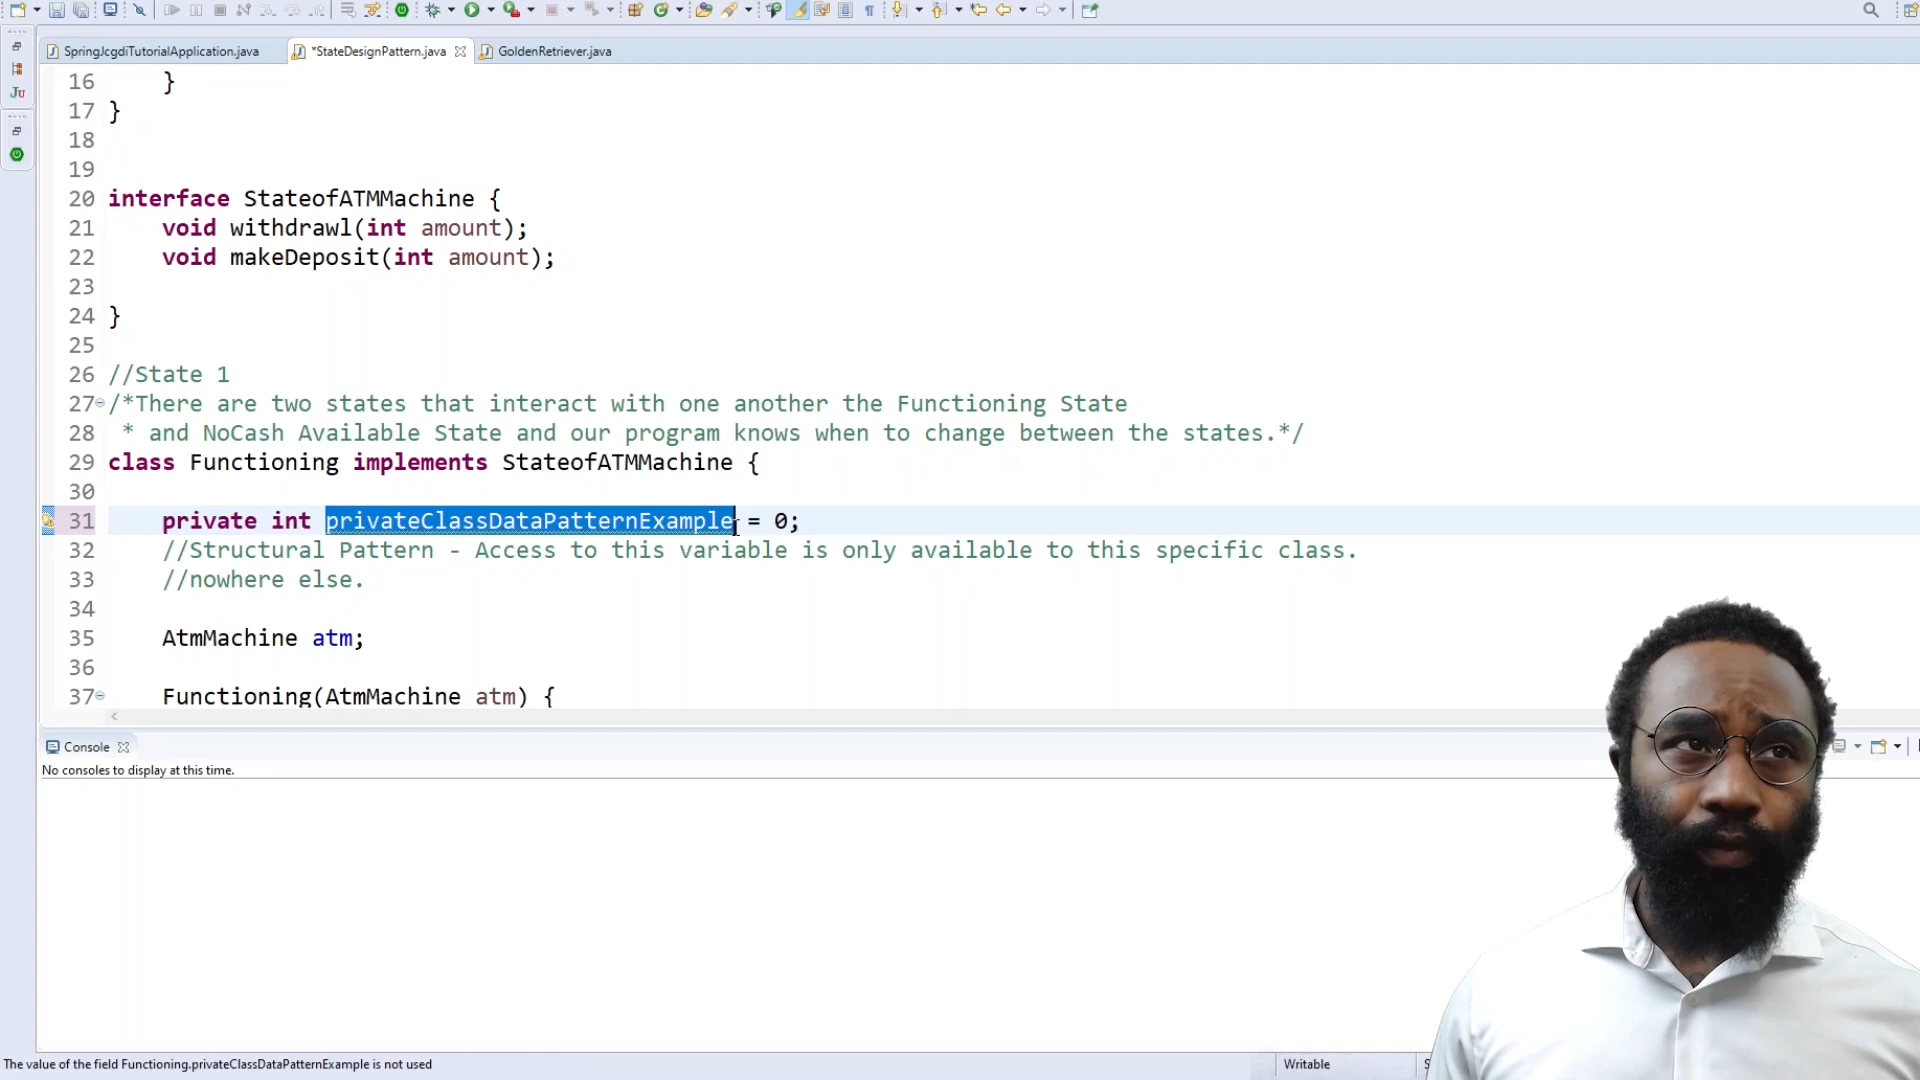 SpringJcgdiTutorialApplication.java
*StateDesignPattern.java
GoldenRetriever.java
Ju
16 }
17 }
18
19
20 interface StateofATMMachine {
21 void withdrawl(int amount);
22 void makeDeposit(int amount);
23
24 }
25
26 //State 1
27 /*There are two states that interact with one another the Functioning State
28 * and NoCash Available State and our program knows when to change between the states.*/
29 class Functioning implements StateofATMMachine {
30
31 private int privateClassDataPatternExample = 0;
32 //Structural Pattern - Access to this variable is only available to this specific class.
33 //nowhere else.
34
35 AtmMachine atm;
36
37 Functioning(AtmMachine atm) {
Console
No consoles to display at this time.
The value of the field Functioning.privateClassDataPatternExample is not used
Writable